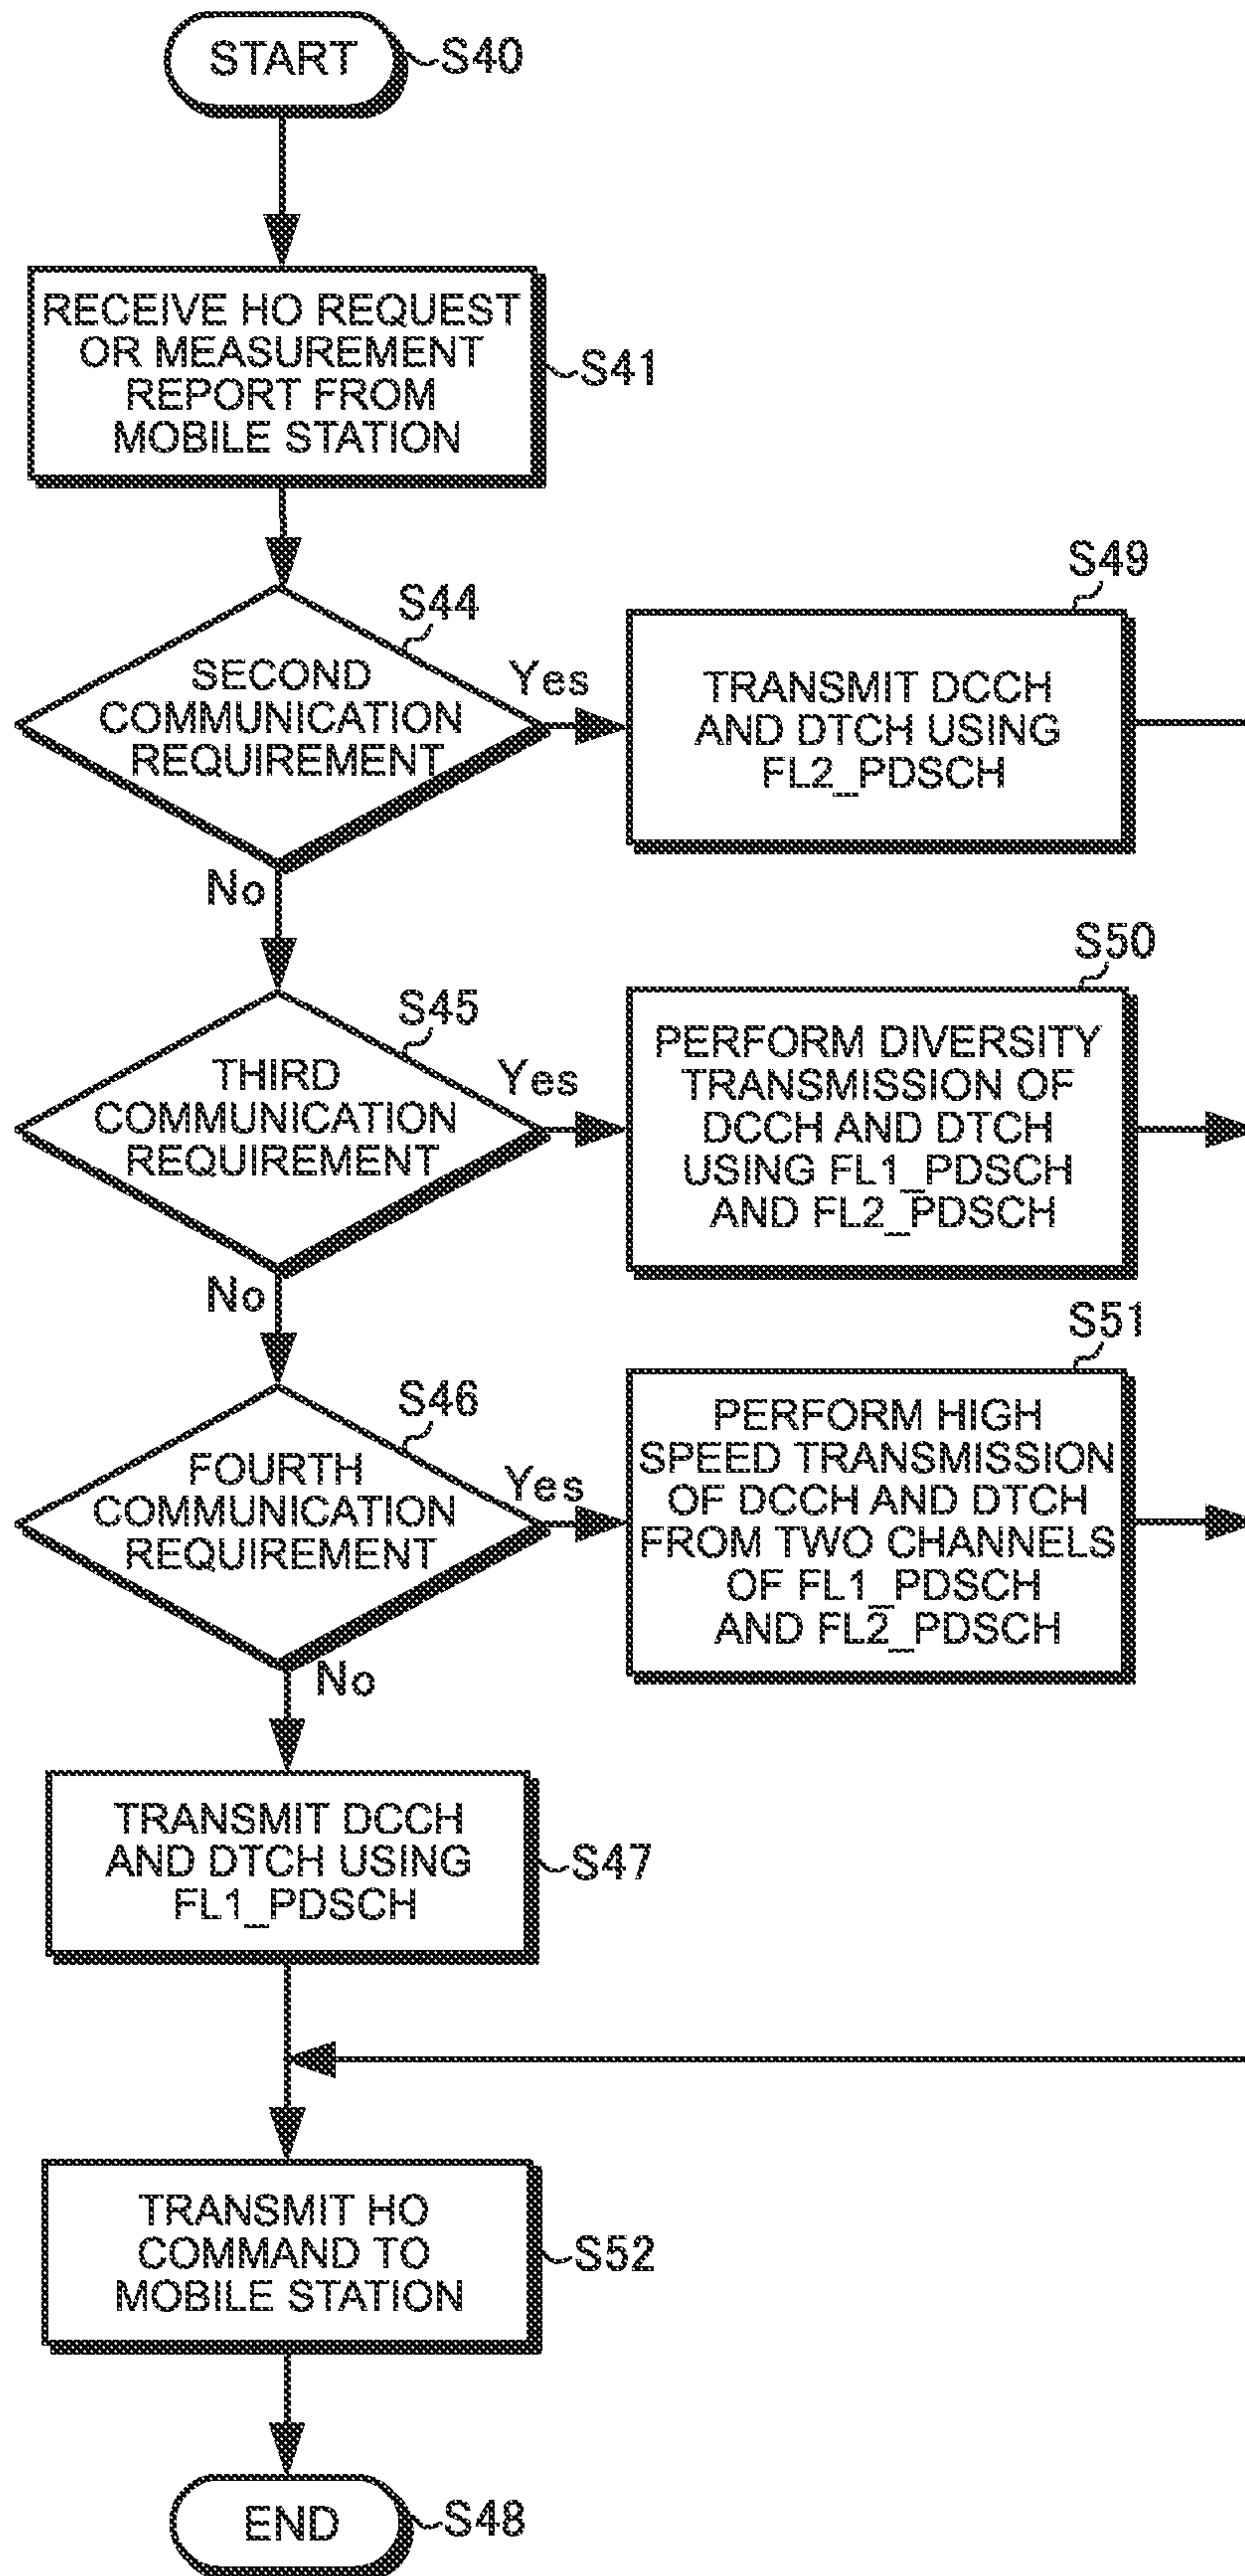 START
S40
RECEIVE HO REQUEST
OR MEASUREMENT
REPORT FROM
MOBILE STATION
S41
S44
SECOND
COMMUNICATION
REQUIREMENT
Yes
No
S49
TRANSMIT DCCH
AND DTCH USING
FL2_PDSCH
S45
THIRD
COMMUNICATION
REQUIREMENT
Yes
No
S50
PERFORM DIVERSITY
TRANSMISSION OF
DCCH AND DTCH
USING FL1_PDSCH
AND FL2_PDSCH
S46
FOURTH
COMMUNICATION
REQUIREMENT
Yes
No
S51
PERFORM HIGH
SPEED TRANSMISSION
OF DCCH AND DTCH
FROM TWO CHANNELS
OF FL1_PDSCH
AND FL2_PDSCH
TRANSMIT DCCH
AND DTCH USING
FL1_PDSCH
S47
TRANSMIT HO
COMMAND TO
MOBILE STATION
S52
END
S48